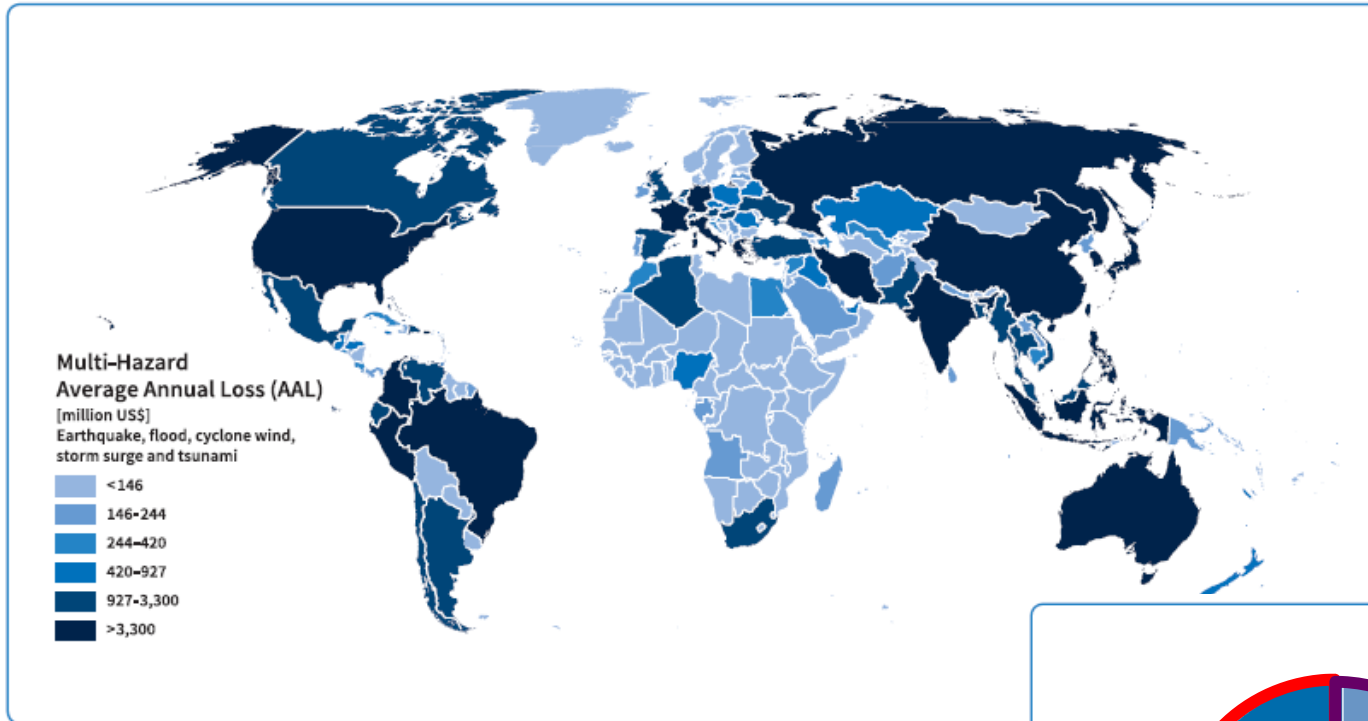 Multi-Hazard
Average Annual Loss (AAL)
[million US$]
Earthquake, flood, cyclone wind,
storm surge and tsunami
<146
146-244
244-420
420-927
927-3,300
>3,300